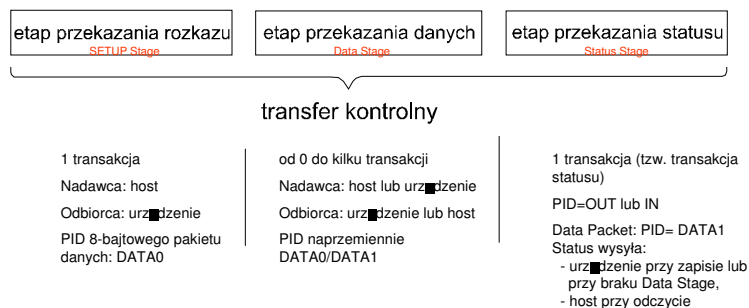 etap przekazania rozkazu
SETUP Stage
etap przekazania danych
Data Stage
etap przekazania statusu
Status Stage
transfer kontrolny
1 transakcja
Nadawca: host
Odbiorca: urz■dzenie
PID 8-bajtowego pakietu
danych: DATA0
od 0 do kilku transakcji
Nadawca: host lub urz■dzenie
Odbiorca: urz■dzenie lub host
PID naprzemiennie
DATA0/DATA1
1 transakcja (tzw. transakcja
statusu)
PID=OUT lub IN
Data Packet: PID= DATA1
Status wysyła:
- urz■dzenie przy zapisie lub
przy braku Data Stage,
- host przy odczycie